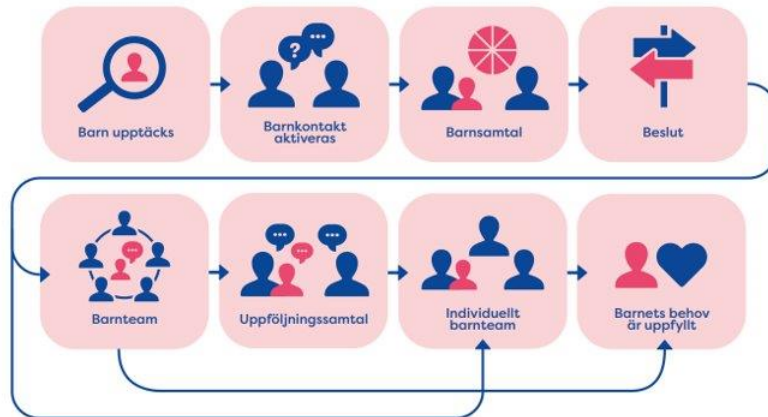 Barn upptäcks
Barnkontakt
aktiveras
Barnsamtal
Beslut
Barnteam
Uppföljningssamtal
Individuellt
barnteam
Barnets behov
är uppfyllt